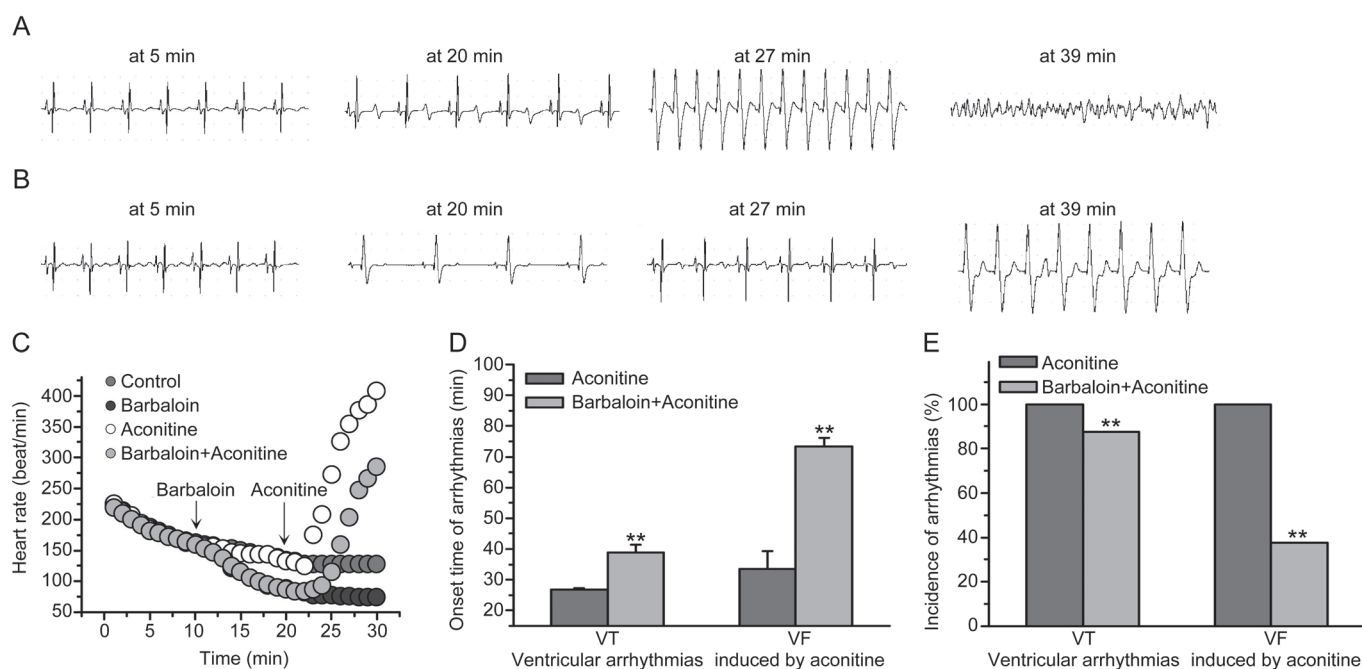 A
at 5 min
at 20 min
at 27 min
at 39 min
B
at 5 min
at 20 min
at 27 min
at 39 min
C
Heart rate (beat/min)
400
350
300
250
200
150
100
50
Control
Barbaloin
Aconitine
Barbaloin+Aconitine
Barbaloin
Aconitine
0
5
10
15
20
25
30
Time (min)
D
Onset time of arrhythmias (min)
100
90
80
70
60
50
40
30
20
Aconitine
Barbaloin+Aconitine
**
**
VT
VF
Ventricular arrhythmias induced by aconitine
E
Incidence of arrhythmias (%)
100
80
60
40
20
0
Aconitine
Barbaloin+Aconitine
**
**
VT
VF
Ventricular arrhythmias induced by aconitine